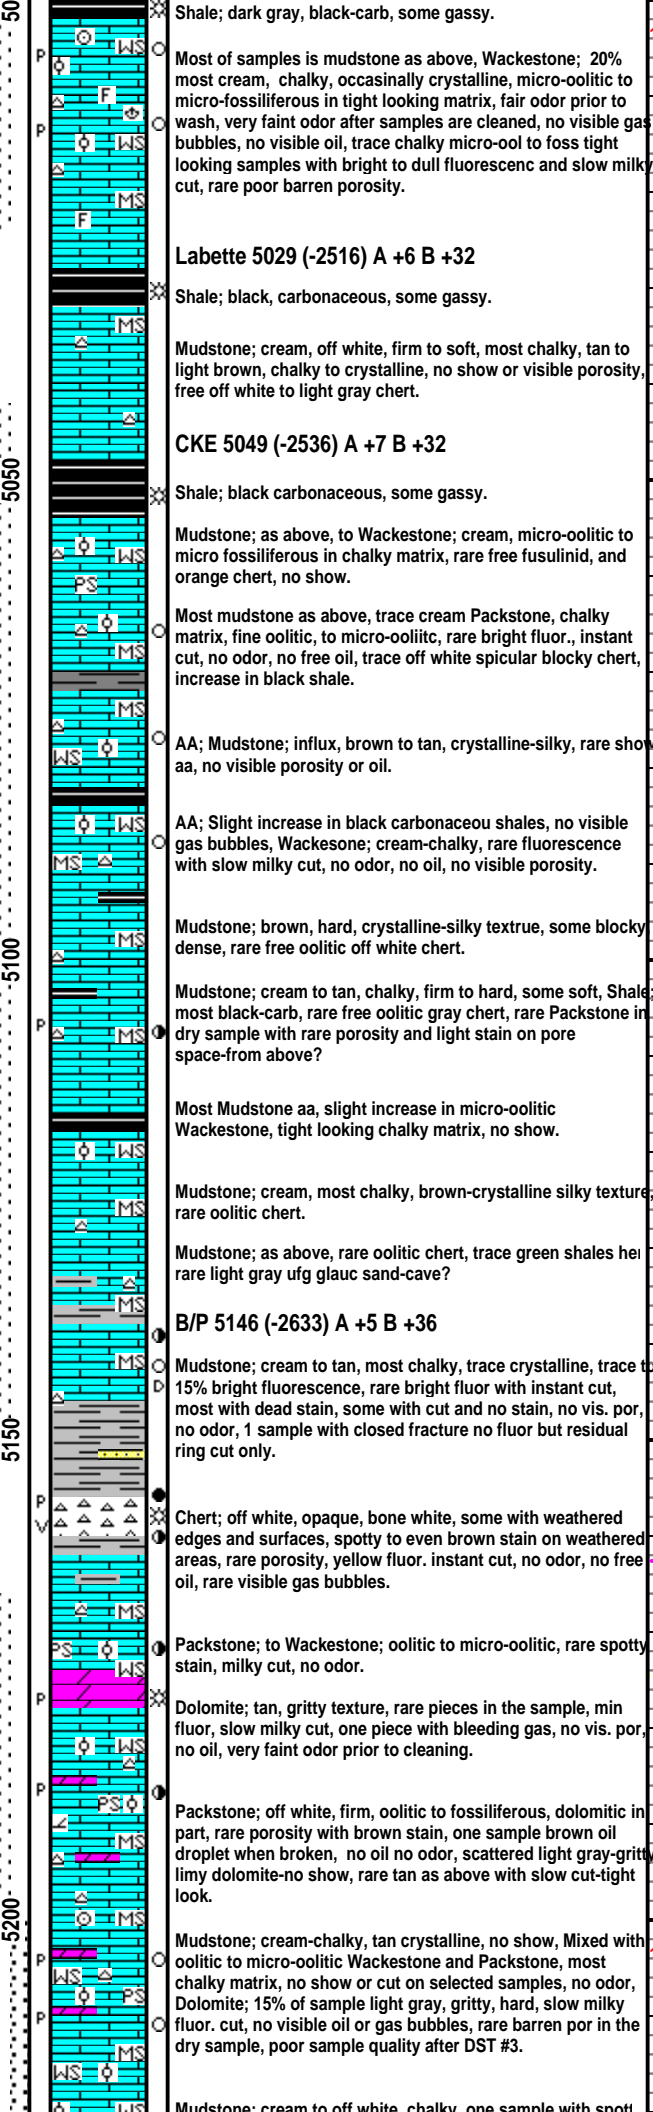 50
Shale; dark gray, black-carb, some gassy.
Most of samples is mudstone as above, Wackestone; 20%
most cream, chalky, occasinally crystalline, micro-oolitic to
micro-fossiliferous in tight looking matrix, fair odor prior to
wash, very faint odor after samples are cleaned, no visible gas
bubbles, no visible oil, trace chalky micro-ool to foss tight
looking samples with bright to dull fluorescenc and slow milky
cut, rare poor barren porosity.
Labette 5029 (-2516) A +6 B +32
Shale; black, carbonaceous, some gassy.
Mudstone; cream, off white, firm to soft, most chalky, tan to
light brown, chalky to crystalline, no show or visible porosity,
free off white to light gray chert.
CKE 5049 (-2536) A +7 B +32
5050
Shale; black carbonaceous, some gassy.
Mudstone; as above, to Wackestone; cream, micro-oolitic to
micro fossiliferous in chalky matrix, rare free fusulinid, and
orange chert, no show.
Most mudstone as above, trace cream Packstone, chalky
matrix, fine oolitic, to micro-ooliitc, rare bright fluor., instant
cut, no odor, no free oil, trace off white spicular blocky chert,
increase in black shale.
AA; Mudstone; influx, brown to tan, crystalline-silky, rare show
aa, no visible porosity or oil.
AA; Slight increase in black carbonaceou shales, no visible
gas bubbles, Wackesone; cream-chalky, rare fluorescence
with slow milky cut, no odor, no oil, no visible porosity.
Mudstone; brown, hard, crystalline-silky textrue, some blocky
dense, rare free oolitic off white chert.
5100
Mudstone; cream to tan, chalky, firm to hard, some soft, Shale;
most black-carb, rare free oolitic gray chert, rare Packstone in
dry sample with rare porosity and light stain on pore
space-from above?
Most Mudstone aa, slight increase in micro-oolitic
Wackestone, tight looking chalky matrix, no show.
Mudstone; cream, most chalky, brown-crystalline silky texture,
rare oolitic chert.
Mudstone; as above, rare oolitic chert, trace green shales
rare light gray ufg glauc sand-cave?
B/P 5146 (-2633) A +5 B +36
Mudstone; cream to tan, most chalky, trace crystalline, trace to
15% bright fluorescence, rare bright fluor with instant cut,
most with dead stain, some with cut and no stain, no vis. por,
no odor, 1 sample with closed fracture no fluor but residual
ring cut only.
5150
Chert; off white, opaque, bone white, some with weathered
edges and surfaces, spotty to even brown stain on weathered
areas, rare porosity, yellow fluor. instant cut, no odor, no free
oil, rare visible gas bubbles.
Packstone; to Wackestone; oolitic to micro-oolitic, rare spotty
stain, milky cut, no odor.
Dolomite; tan, gritty texture, rare pieces in the sample, min
fluor, slow milky cut, one piece with bleeding gas, no vis. por,
no oil, very faint odor prior to cleaning.
Packstone; off white, firm, oolitic to fossiliferous, dolomitic in
part, rare porosity with brown stain, one sample brown oil
droplet when broken, no oil no odor, scattered light gray-gritty
limy dolomite-no show, rare tan as above with slow cut-tight
look.
5200
Mudstone; cream-chalky, tan crystalline, no show, Mixed with
oolitic to micro-oolitic Wackestone and Packstone, most
chalky matrix, no show or cut on selected samples, no odor,
Dolomite; 15% of sample light gray, gritty, hard, slow milky
fluor. cut, no visible oil or gas bubbles, rare barren por in the
dry sample, poor sample quality after DST #3.
Mudstone; cream to off white, chalky, one sample with